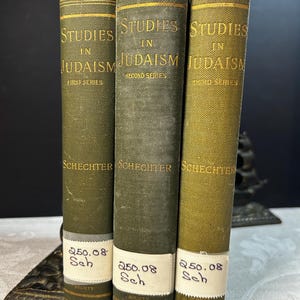 STUDIES
IN
JUDAISM
FIRST SERIES
SCHECHTER
250.08
Sch
STUDIES
IN
JUDAISM
SECOND SERIES
SCHECHTER
250.08
Sch
STUDIES
IN
JUDAISM
THIRD SERIES
SCHECHTER
250.08
Sch